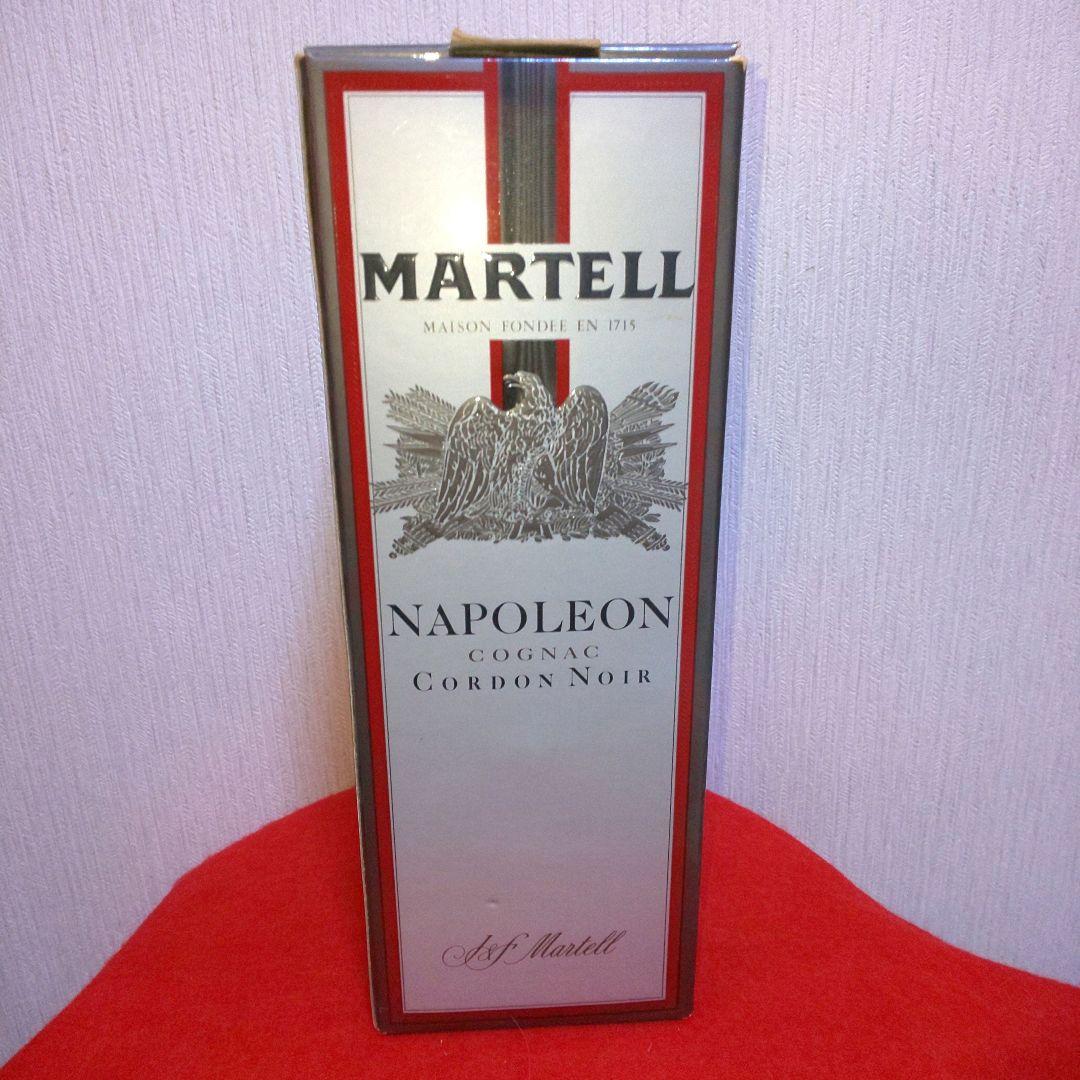 MARTELL
MAISON FONDEE EN 1715
NAPOLEON
COGNAC
CORDON NOIR
J&F Martell